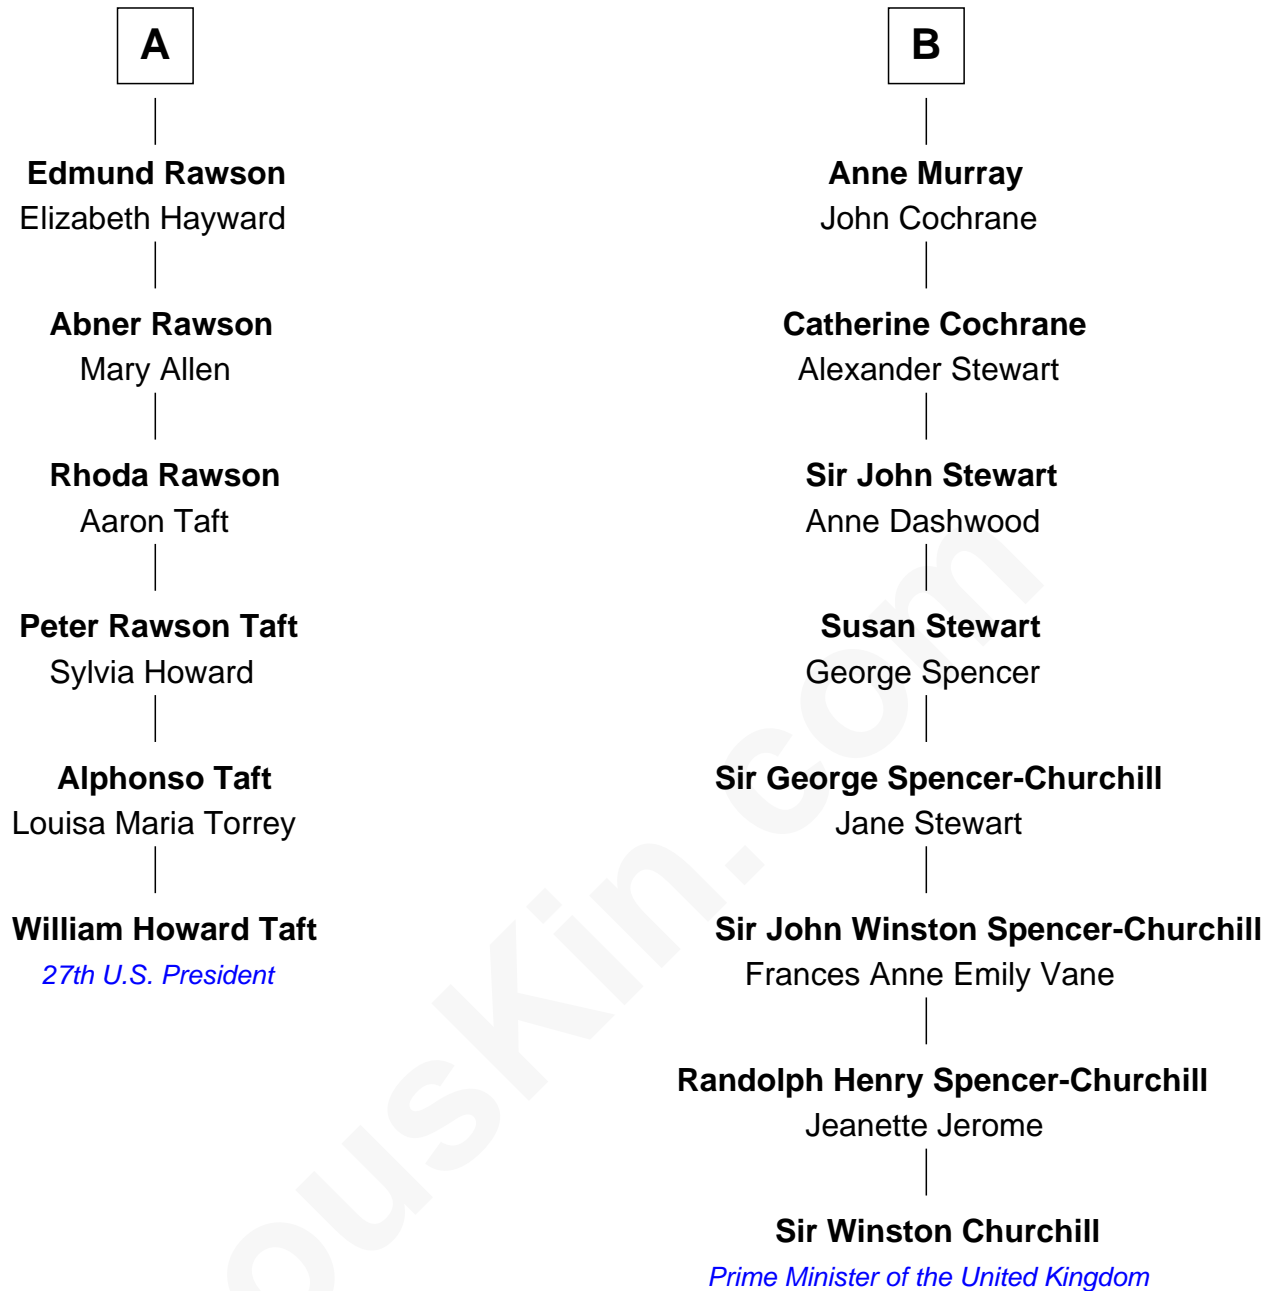 A
Edmund Rawson
Elizabeth Hayward
Abner Rawson
Mary Allen
Rhoda Rawson
Aaron Taft
Peter Rawson Taft
Sylvia Howard
Alphonso Taft
Louisa Maria Torrey
William Howard Taft
27th U.S. President
B
Anne Murray
John Cochrane
Catherine Cochrane
Alexander Stewart
Sir John Stewart
Anne Dashwood
Susan Stewart
George Spencer
Sir George Spencer-Churchill
Jane Stewart
Sir John Winston Spencer-Churchill
Frances Anne Emily Vane
Randolph Henry Spencer-Churchill
Jeanette Jerome
Sir Winston Churchill
Prime Minister of the United Kingdom
ousKin.com